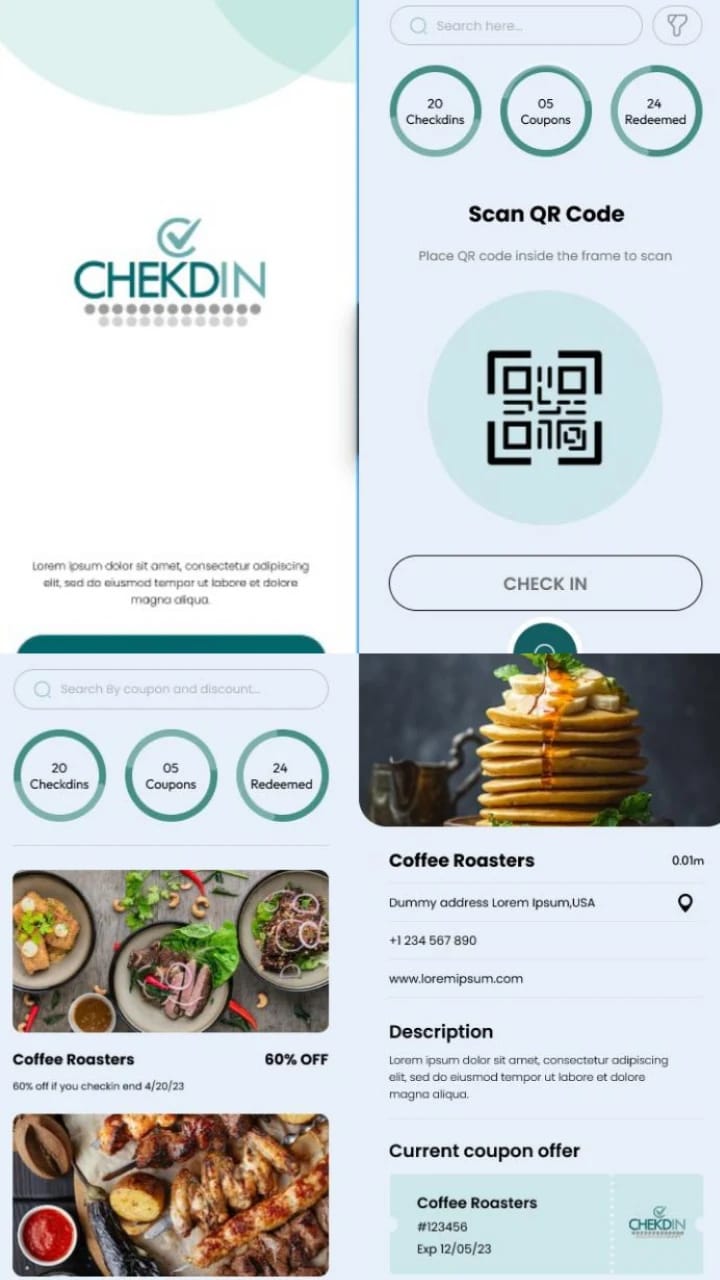 CHEKDIN
Lorem ipsum dolor sit amet, consectetur adipiscing
elit, sed do eiusmod tempor ut labore et dolore
magna aliqua.
Search here...
20
Checkdins
05
Coupons
24
Redeemed
Scan QR Code
Place QR code inside the frame to scan
CHECK IN
Search By coupon and discount...
20
Checkdins
05
Coupons
24
Redeemed
Coffee Roasters
60% OFF
60% off if you checkin end 4/20/23
Coffee Roasters
0.01m
Dummy address Lorem Ipsum,USA
+1 234 567 890
www.loremipsum.com
Description
Lorem ipsum dolor sit amet, consectetur adipiscing
elit, sed do eiusmod tempor ut labore et dolore
magna aliqua.
Current coupon offer
Coffee Roasters
#123456
Exp 12/05/23
CHEKDIN